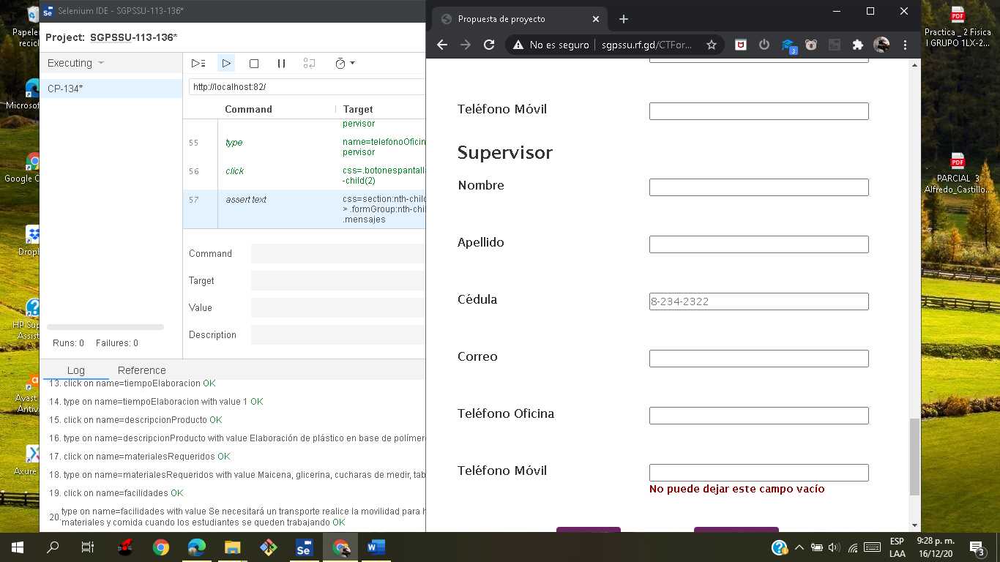 Papeler
recicl
Microsof
Google C
Dropb
HP Sup
Assist
Avast
Antiv
Axure
Selenium IDE - SGPSSU-113-136*
Project: SGPSSU-113-136*
Executing
CP-134*
http://localhost:82/
Command Target
pervisor
55 type name=telefonoOficin
pervisor
56 click css=.botonespantalla
-child(2)
57 assert text css=section:nth-child
> .formGroup:nth-chil
.mensajes
Command
Target
Value
Description
Runs: 0 Failures: 0
Log Reference
13. click on name=tiempoElaboracion OK
14. type on name=tiempoElaboracion with value 1 OK
15. click on name=descripcionProducto OK
16. type on name=descripcionProducto with value Elaboración de plástico en base de políme
17. click on name=materialesRequeridos OK
18. type on name=materialesRequeridos with value Maicena, glicerina, cucharas de medir, tab
19. click on name=facilidades OK
20. type on name=facilidades with value Se necesitará un transporte realice la movilidad para h
materiales y comida cuando los estudiantes se queden trabajando OK
Propuesta de proyecto
No es seguro sgpssu.rf.gd/CTFor...
3
Teléfono Móvil
Supervisor
Nombre
Apellido
Cédula 8-234-2322
Correo
Teléfono Oficina
Teléfono Móvil
No puede dejar este campo vacío
PDF
Practica _ 2 Fisica
I GRUPO 1LX-2...
PDF
PARCIAL 3
Alfredo_Castillo...
Se
W
ESP
LAA
9:28 p. m.
16/12/20
3